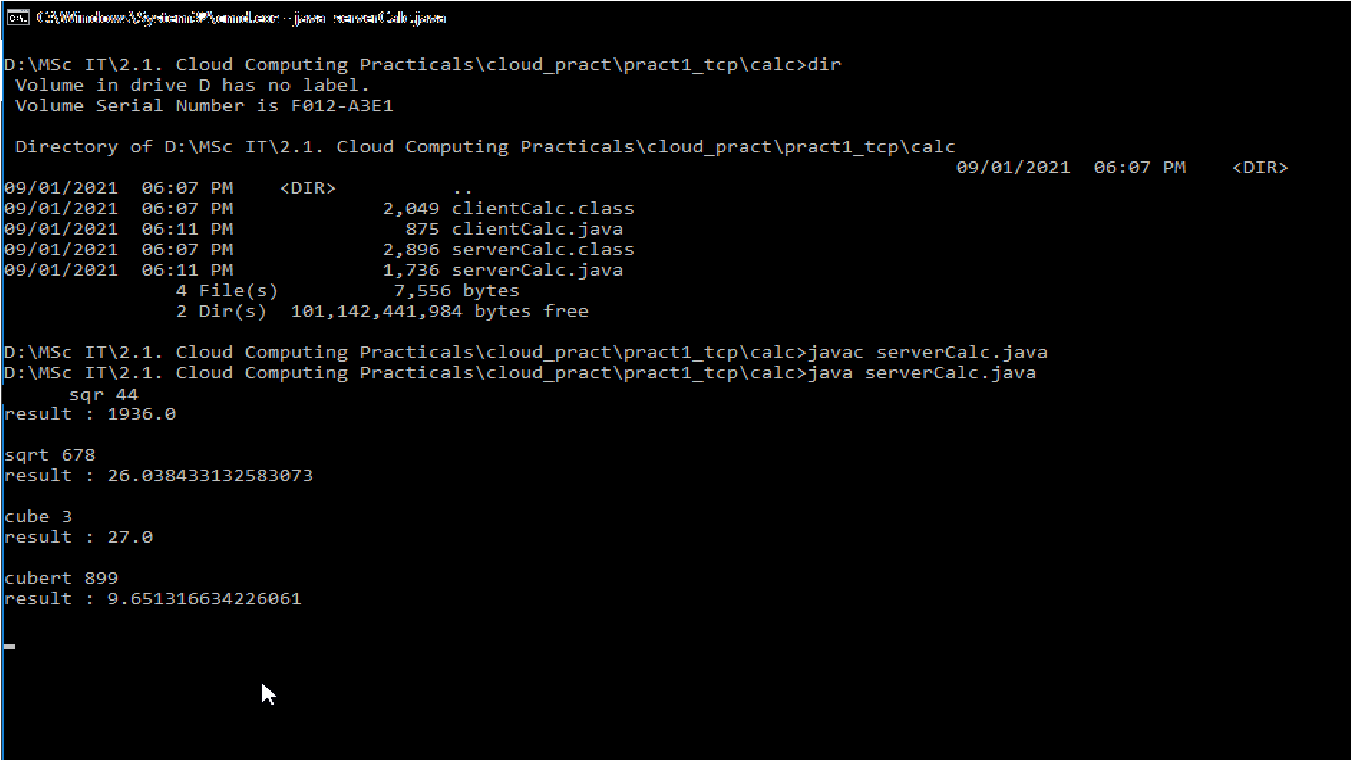 C:\Windows\System32\cmd.exe - java serverCalc.java
D:\MSc IT\2.1. Cloud Computing Practicals\cloud_pract\pract1_tcp\calc>dir
Volume in drive D has no label.
Volume Serial Number is F012-A3E1
Directory of D:\MSc IT\2.1. Cloud Computing Practicals\cloud_pract\pract1_tcp\calc
09/01/2021  06:07 PM    <DIR>
09/01/2021  06:07 PM    <DIR>          ..
09/01/2021  06:07 PM             2,049 clientCalc.class
09/01/2021  06:11 PM               875 clientCalc.java
09/01/2021  06:07 PM             2,896 serverCalc.class
09/01/2021  06:11 PM             1,736 serverCalc.java
4 File(s)          7,556 bytes
2 Dir(s)  101,142,441,984 bytes free
D:\MSc IT\2.1. Cloud Computing Practicals\cloud_pract\pract1_tcp\calc>javac serverCalc.java
D:\MSc IT\2.1. Cloud Computing Practicals\cloud_pract\pract1_tcp\calc>java serverCalc.java
sqr 44
result : 1936.0
sqrt 678
result : 26.038433132583073
cube 3
result : 27.0
cubert 899
result : 9.651316634226061